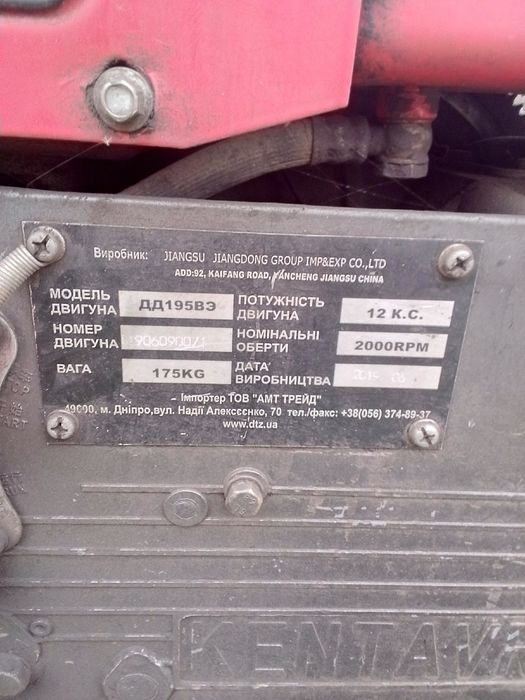 Виробник: JIANGSU JIANGDONG GROUP IMP&EXP CO.,LTD
ADD:92, KAIFANG ROAD, YANCHENG JIANGSU CHINA
МОДЕЛЬ ДВИГУНА ДД195ВЭ ПОТУЖНІСТЬ ДВИГУНА 12 К.С.
НОМЕР ДВИГУНА НОМІНАЛЬНІ ОБЕРТИ 2000RPM
ВАГА 175KG ДАТА ВИРОБНИЦТВА
Імпортер ТОВ "АМТ ТРЕЙД"
49000, м. Дніпро,вул. Надії Алексєєнко, 70 тел./факс: +38(056) 374-89-37
www.dtz.ua
KENTAVR